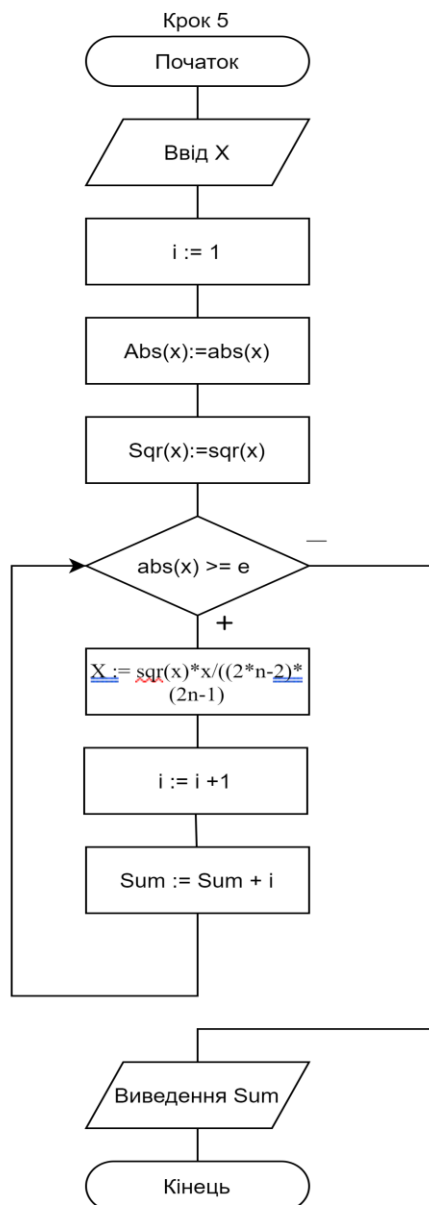 Крок 5
Початок
Ввід X
i := 1
Abs(x):=abs(x)
Sqr(x):=sqr(x)
abs(x) >= e
—
+
X := sqr(x)*x/((2*n-2)*
(2n-1)
i := i +1
Sum := Sum + i
Виведення Sum
Кінець